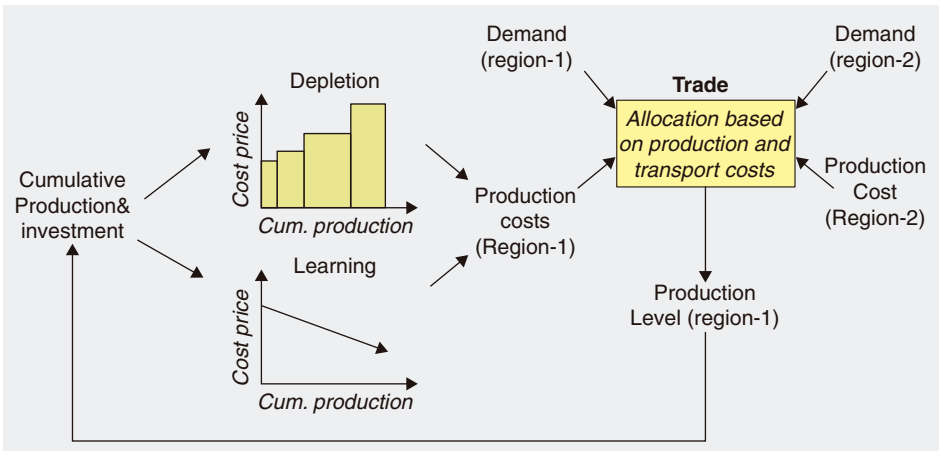 Demand
(region-1)
Demand
(region-2)
Trade
Allocation based
on production and
transport costs
Depletion
Cost price
Cum. production
Cumulative
Production&
investment
Production
costs
(Region-1)
Production
Cost
(Region-2)
Learning
Cost price
Cum. production
Production
Level (region-1)